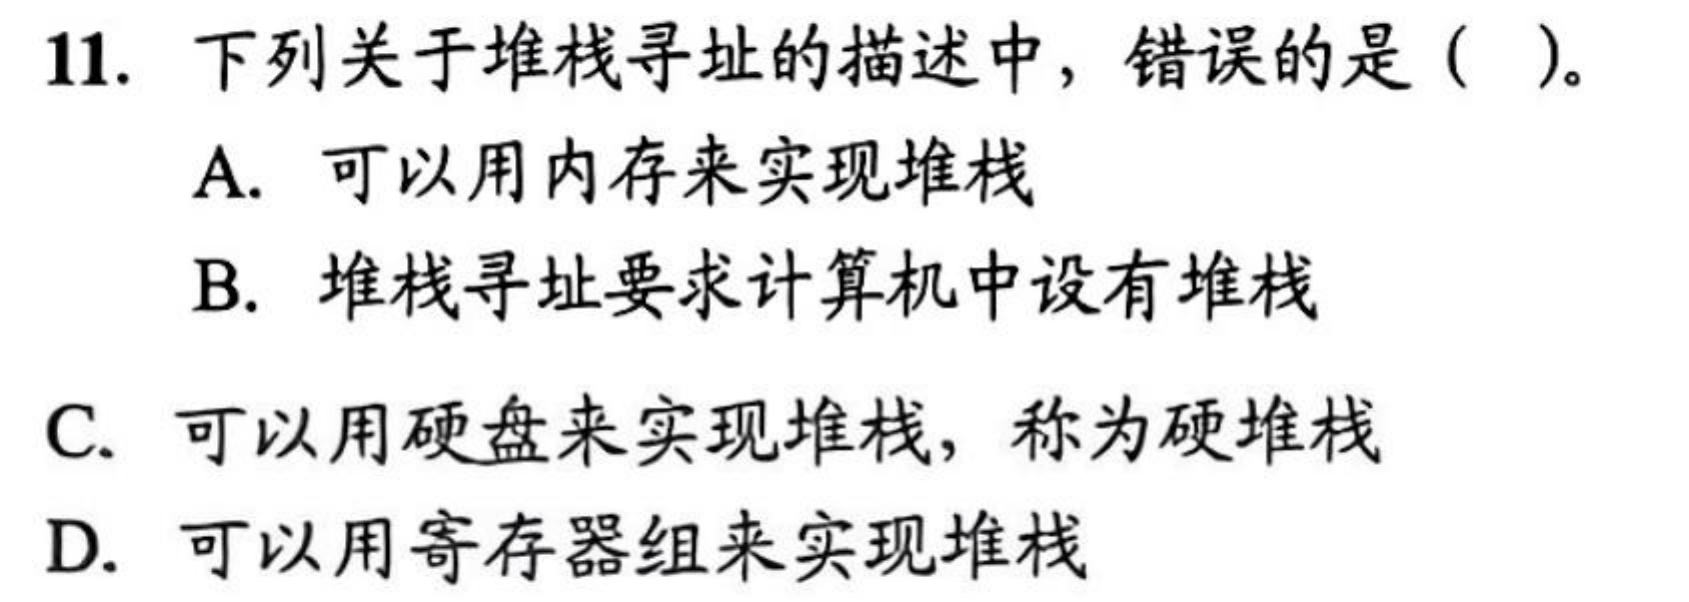 11. 下列关于堆栈寻址的描述中，错误的是（ ）。
A. 可以用内存来实现堆栈
B. 堆栈寻址要求计算机中设有堆栈
C. 可以用硬盘来实现堆栈，称为硬堆栈
D. 可以用寄存器组来实现堆栈